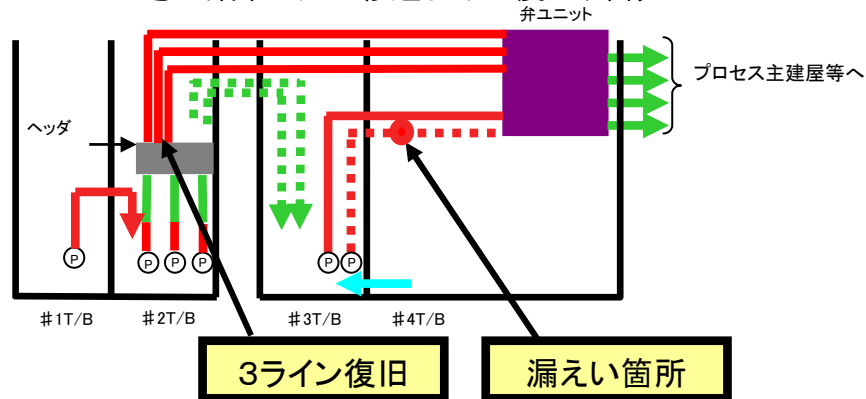 弁ユニット
プロセス主建屋等へ
ヘッダ
P
P P P
P P
#1T/B #2T/B #3T/B #4T/B
3ライン復旧 漏えい箇所